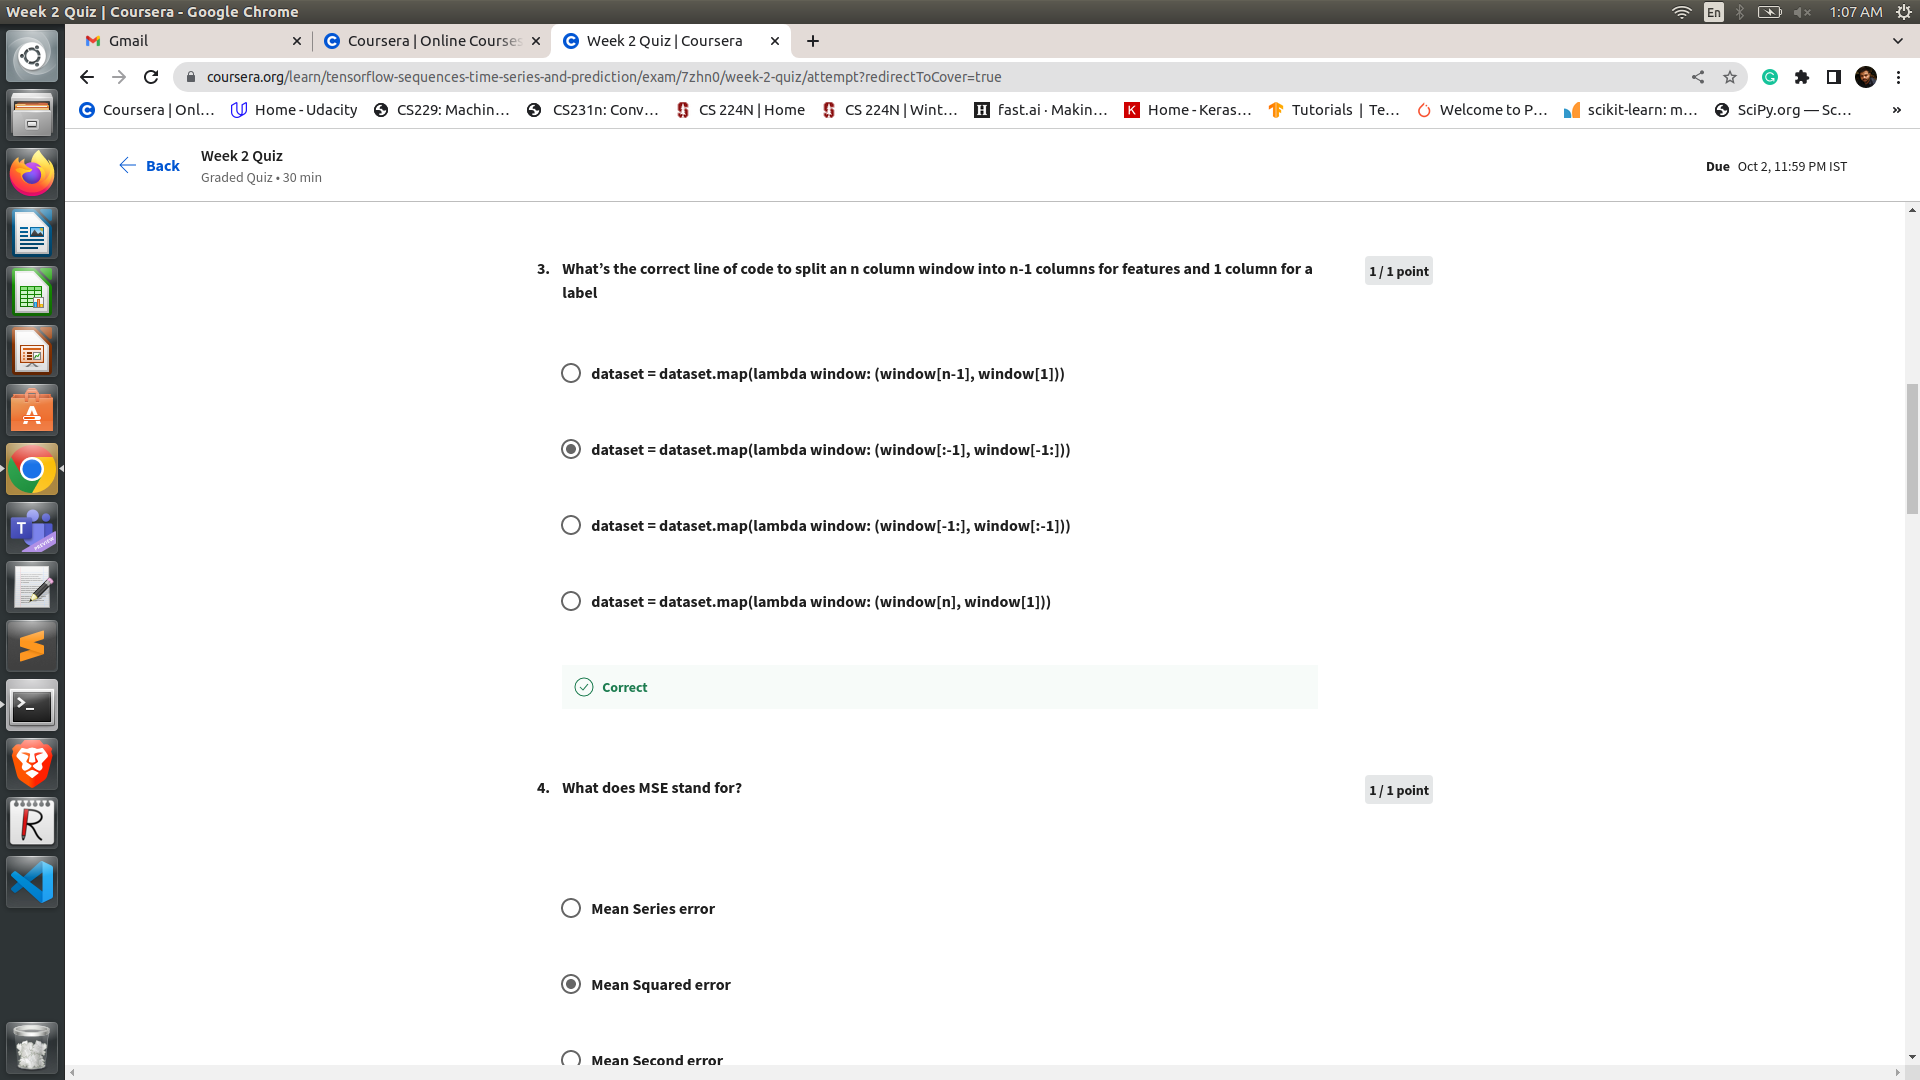 Week 2 Quiz | Coursera - Google Chrome
En
1:07 AM
Gmail
Coursera | Online Courses
Week 2 Quiz | Coursera
coursera.org/learn/tensorflow-sequences-time-series-and-prediction/exam/7zhn0/week-2-quiz/attempt?redirectToCover=true
Coursera | Onl... Home - Udacity CS229: Machin... CS231n: Conv... CS 224N | Home CS 224N | Wint... fast.ai · Makin... Home - Keras... Tutorials | Te... Welcome to P... scikit-learn: m... SciPy.org — Sc... »
Back
Week 2 Quiz
Graded Quiz • 30 min
Due Oct 2, 11:59 PM IST
3. What’s the correct line of code to split an n column window into n-1 columns for features and 1 column for a
label
1 / 1 point
dataset = dataset.map(lambda window: (window[n-1], window[1]))
dataset = dataset.map(lambda window: (window[:-1], window[-1:]))
dataset = dataset.map(lambda window: (window[-1:], window[:-1]))
dataset = dataset.map(lambda window: (window[n], window[1]))
Correct
4. What does MSE stand for?
1 / 1 point
Mean Series error
Mean Squared error
Mean Second error